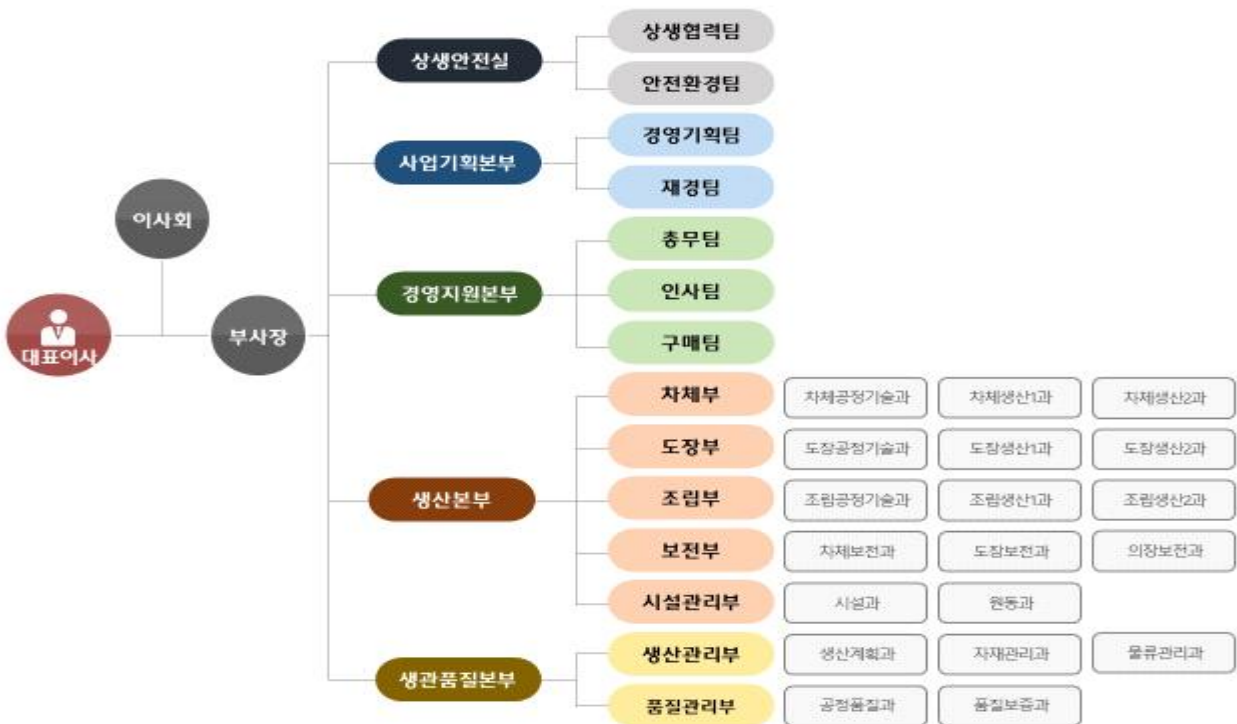 대표이사
이사회
부사장
상생안전실
상생협력팀
안전환경팀
사업기획본부
경영기획팀
재경팀
경영지원본부
총무팀
인사팀
구매팀
생산본부
차체부 차체공정기술과 차체생산1과 차체생산2과
도장부 도장공정기술과 도장생산1과 도장생산2과
조립부 조립공정기술과 조립생산1과 조립생산2과
보전부 차체보전과 도장보전과 의장보전과
시설관리부 시설과 원동과
생관품질본부
생산관리부 생산계획과 자재관리과 물류관리과
품질관리부 공정품질과 품질보증과